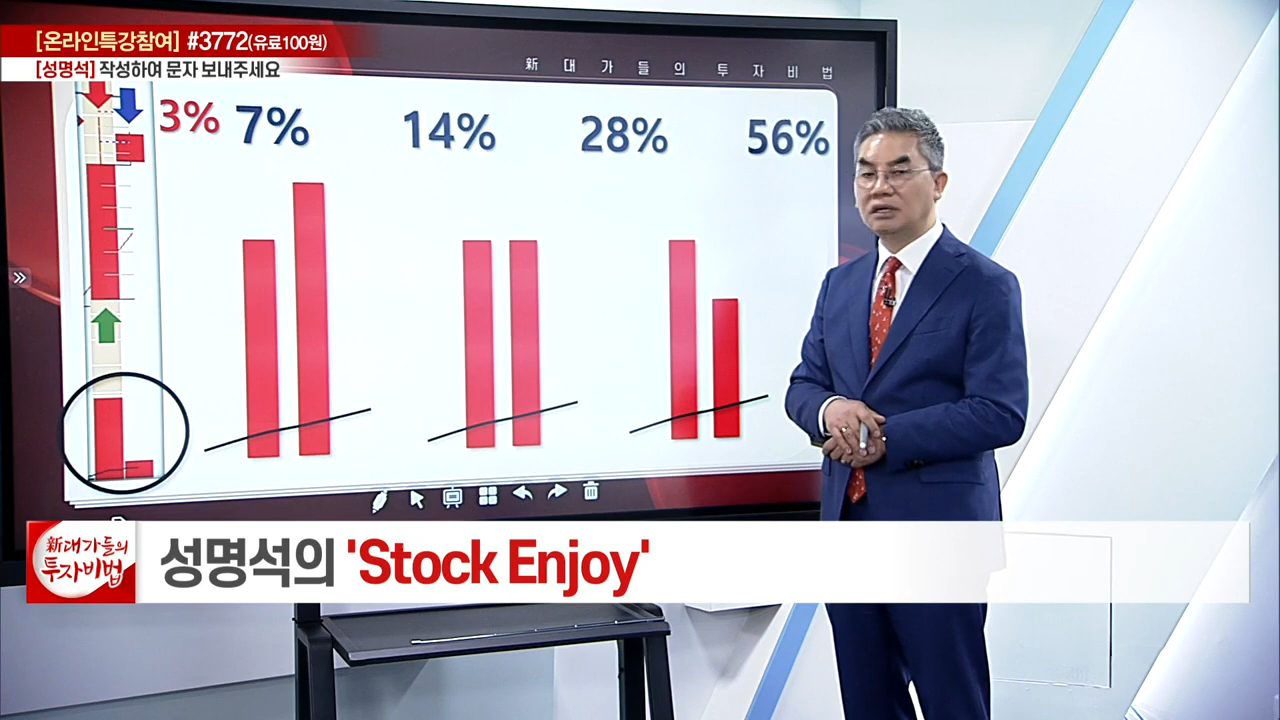 [온라인특강참여] #3772(유료100원)
[성명석] 작성하여 문자 보내주세요
新 대 가 들 의 투 자 비 법
3% 7% 14% 28% 56%
新대가들의
투자비법
성명석의 'Stock Enjoy'